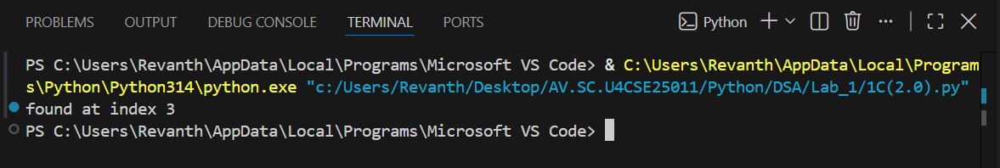 PROBLEMS OUTPUT DEBUG CONSOLE TERMINAL PORTS Python
PS C:\Users\Revanth\AppData\Local\Programs\Microsoft VS Code> & C:\Users\Revanth\AppData\Local\Program
s\Python\Python314\python.exe "c:/Users/Revanth/Desktop/AV.SC.U4CSE25011/Python/DSA/Lab_1/1C(2.0).py"
found at index 3
PS C:\Users\Revanth\AppData\Local\Programs\Microsoft VS Code>